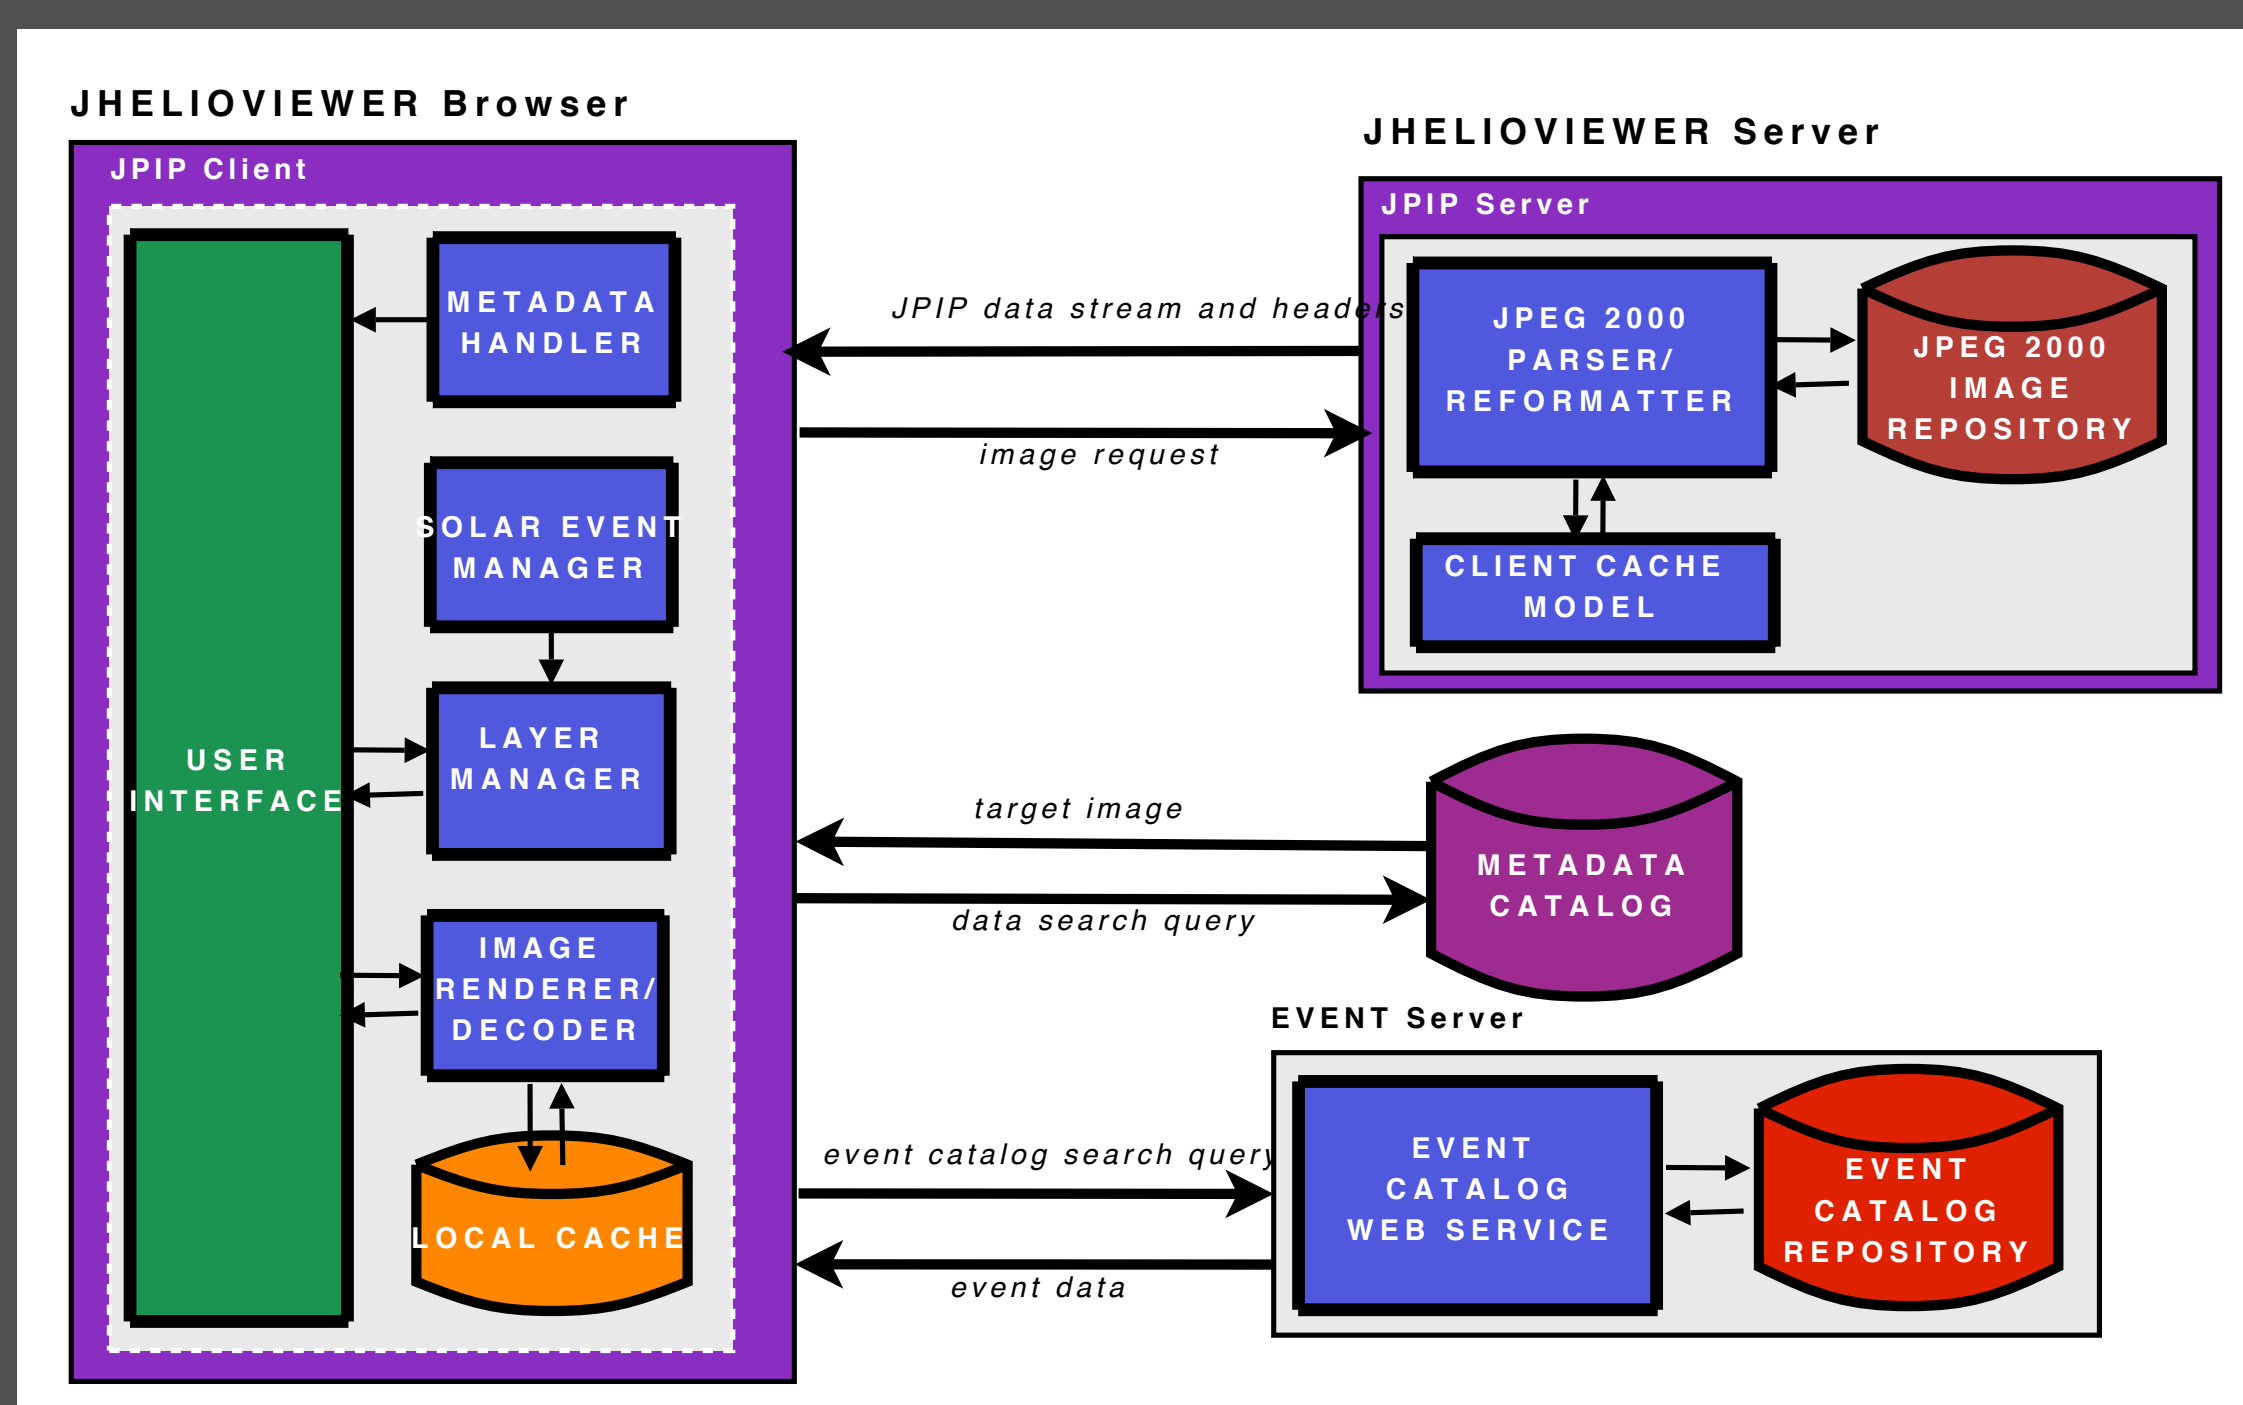 JHELIOVIEWER Browser
JPIP Client
METADATA
HANDLER
SOLAR EVENT
MANAGER
LAYER
MANAGER
USER
INTERFACE
IMAGE
RENDERER/
DECODER
LOCAL CACHE
JPIP data stream and headers
image request
target image
data search query
event catalog search query
event data
JHELIOVIEWER Server
JPIP Server
JPEG 2000
PARSER/
REFORMATTER
JPEG 2000
IMAGE
REPOSITORY
CLIENT CACHE
MODEL
METADATA
CATALOG
EVENT Server
EVENT
CATALOG
WEB SERVICE
EVENT
CATALOG
REPOSITORY